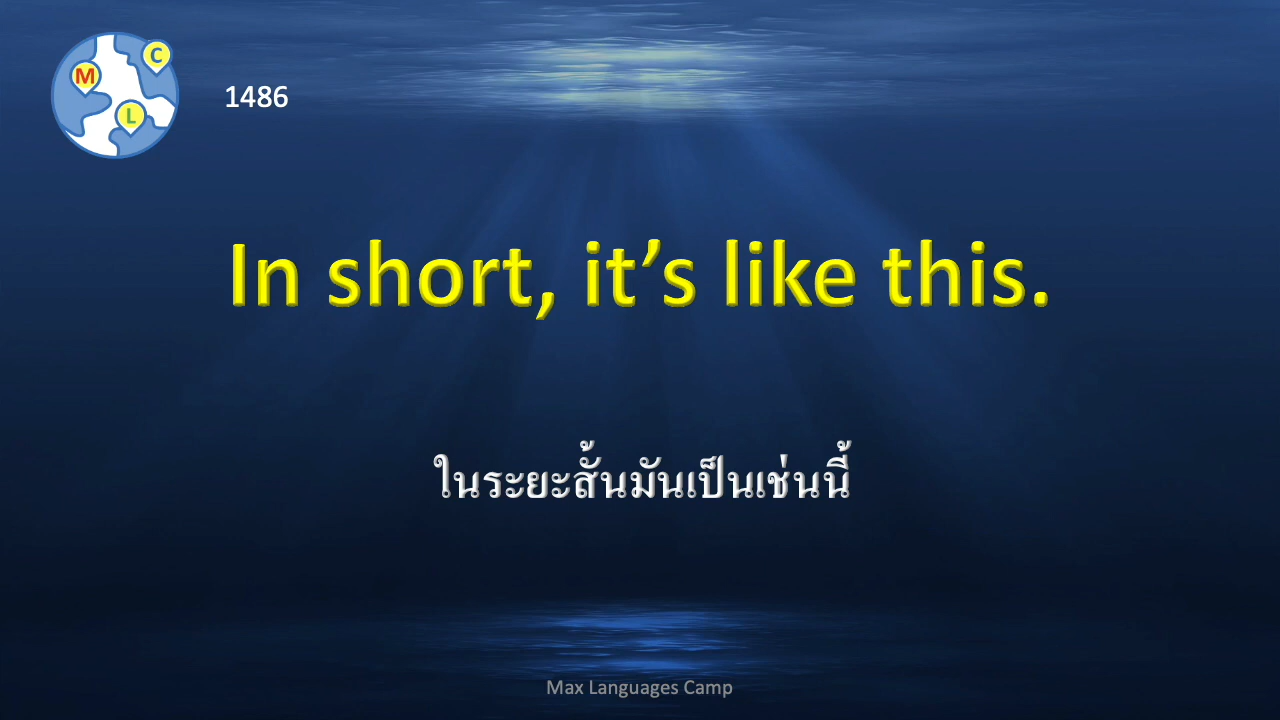 M
C
L
1486
In short, it’s like this.
ในระยะสั้นมันเป็นเช่นนี้
Max Languages Camp